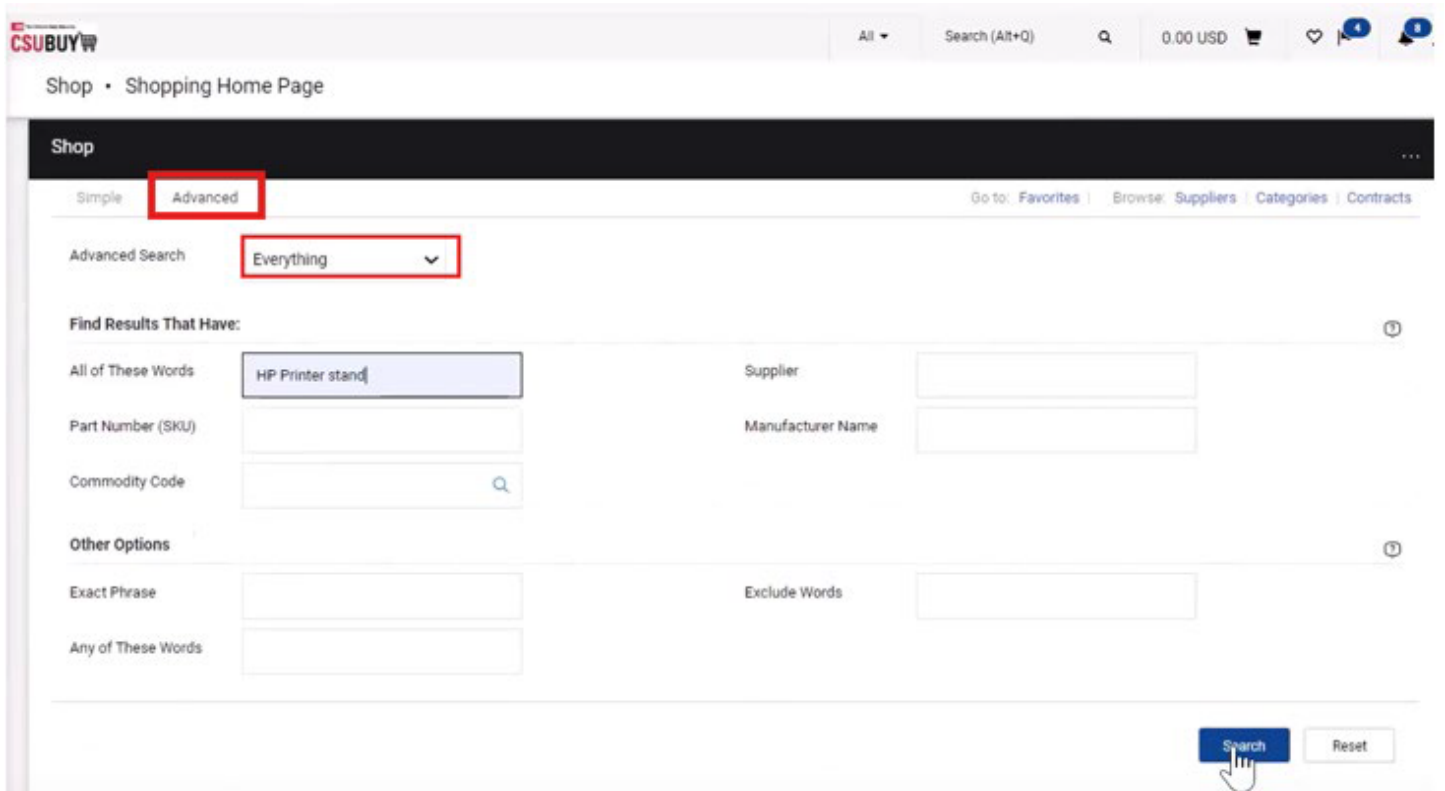 CSUBUY
All Search (Alt+Q) 0.00 USD 4 8
Shop • Shopping Home Page
Shop ...
Simple Advanced Go to: Favorites | Browse: Suppliers | Categories | Contracts
Advanced Search Everything
Find Results That Have:
All of These Words HP Printer stand Supplier
Part Number (SKU) Manufacturer Name
Commodity Code
Other Options
Exact Phrase Exclude Words
Any of These Words
Search Reset